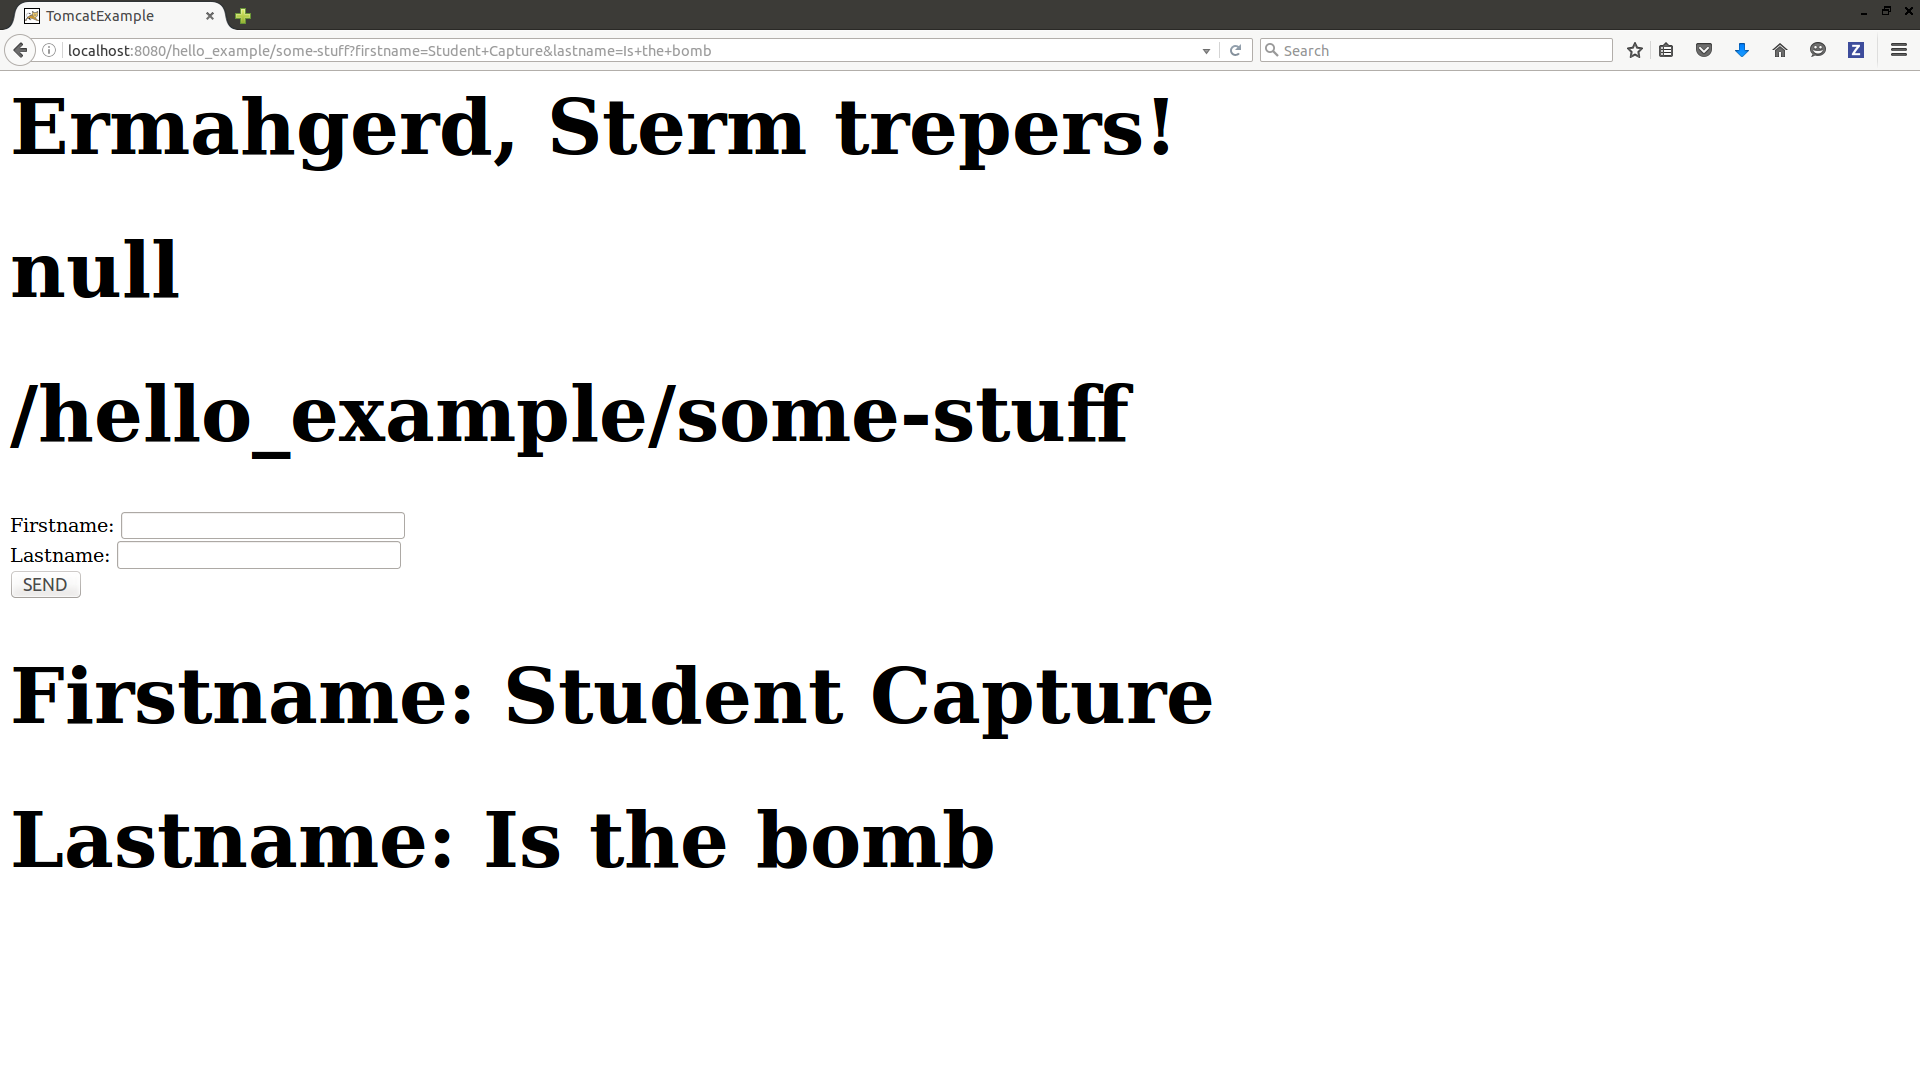 TomcatExample
localhost:8080/hello_example/some-stuff?firstname=Student+Capture&lastname=Is+the+bomb
Search
Z
Ermahgerd, Sterm trepers!
null
/hello_example/some-stuff
Firstname:
Lastname:
SEND
Firstname: Student Capture
Lastname: Is the bomb